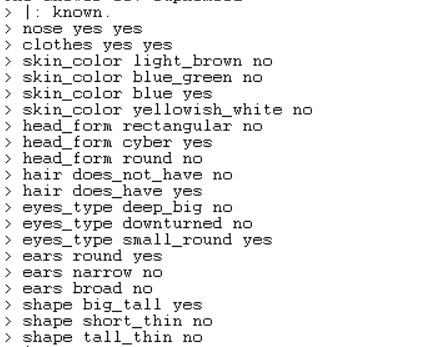 > |: known.
> nose yes yes
> clothes yes yes
> skin_color light_brown no
> skin_color blue_green no
> skin_color blue yes
> skin_color yellowish_white no
> head_form rectangular no
> head_form cyber yes
> head_form round no
> hair does_not_have no
> hair does_have yes
> eyes_type deep_big no
> eyes_type downturned no
> eyes_type small_round yes
> ears round yes
> ears narrow no
> ears broad no
> shape big_tall yes
> shape short_thin no
> shape tall_thin no